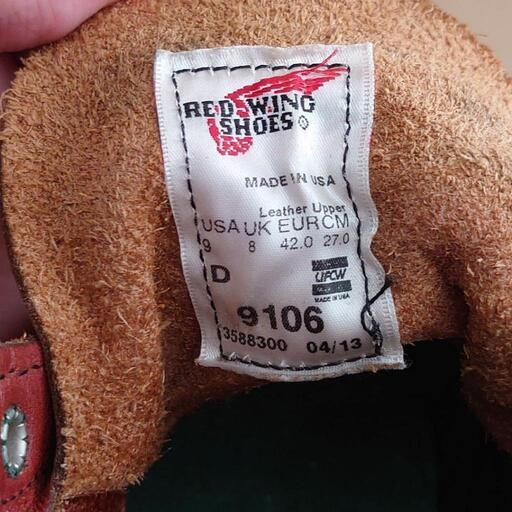 RED WING
SHOES
MADE IN USA
Leather Upper
USA UK EUR CM
9 8 42.0 27.0
D
UFCW
MADE IN USA
9106
3588300 04/13